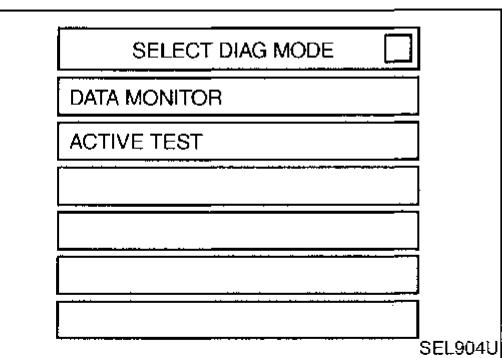 SELECT DIAG MODE
DATA MONITOR
ACTIVE TEST
SEL904U